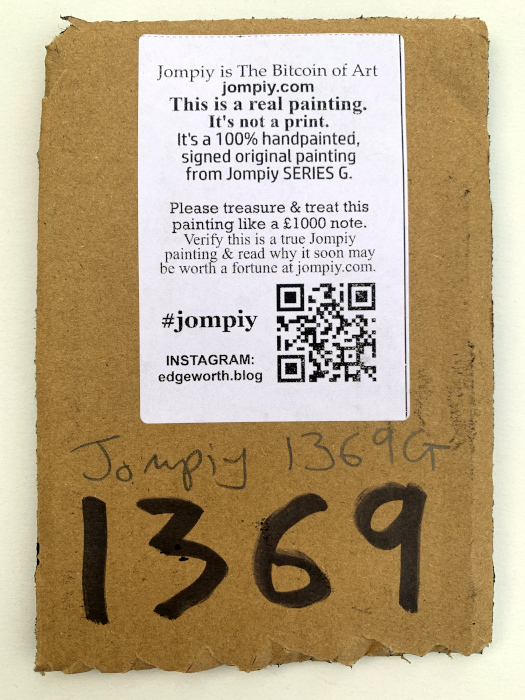 Jompiy is The Bitcoin of Art
jompiy.com
This is a real painting.
It's not a print.
It's a 100% handpainted,
signed original painting
from Jompiy SERIES G.
Please treasure & treat this
painting like a £1000 note.
Verify this is a true Jompiy
painting & read why it soon may
be worth a fortune at jompiy.com.
#jompiy
INSTAGRAM:
edgeworth.blog
Jompiy 1369G
1369